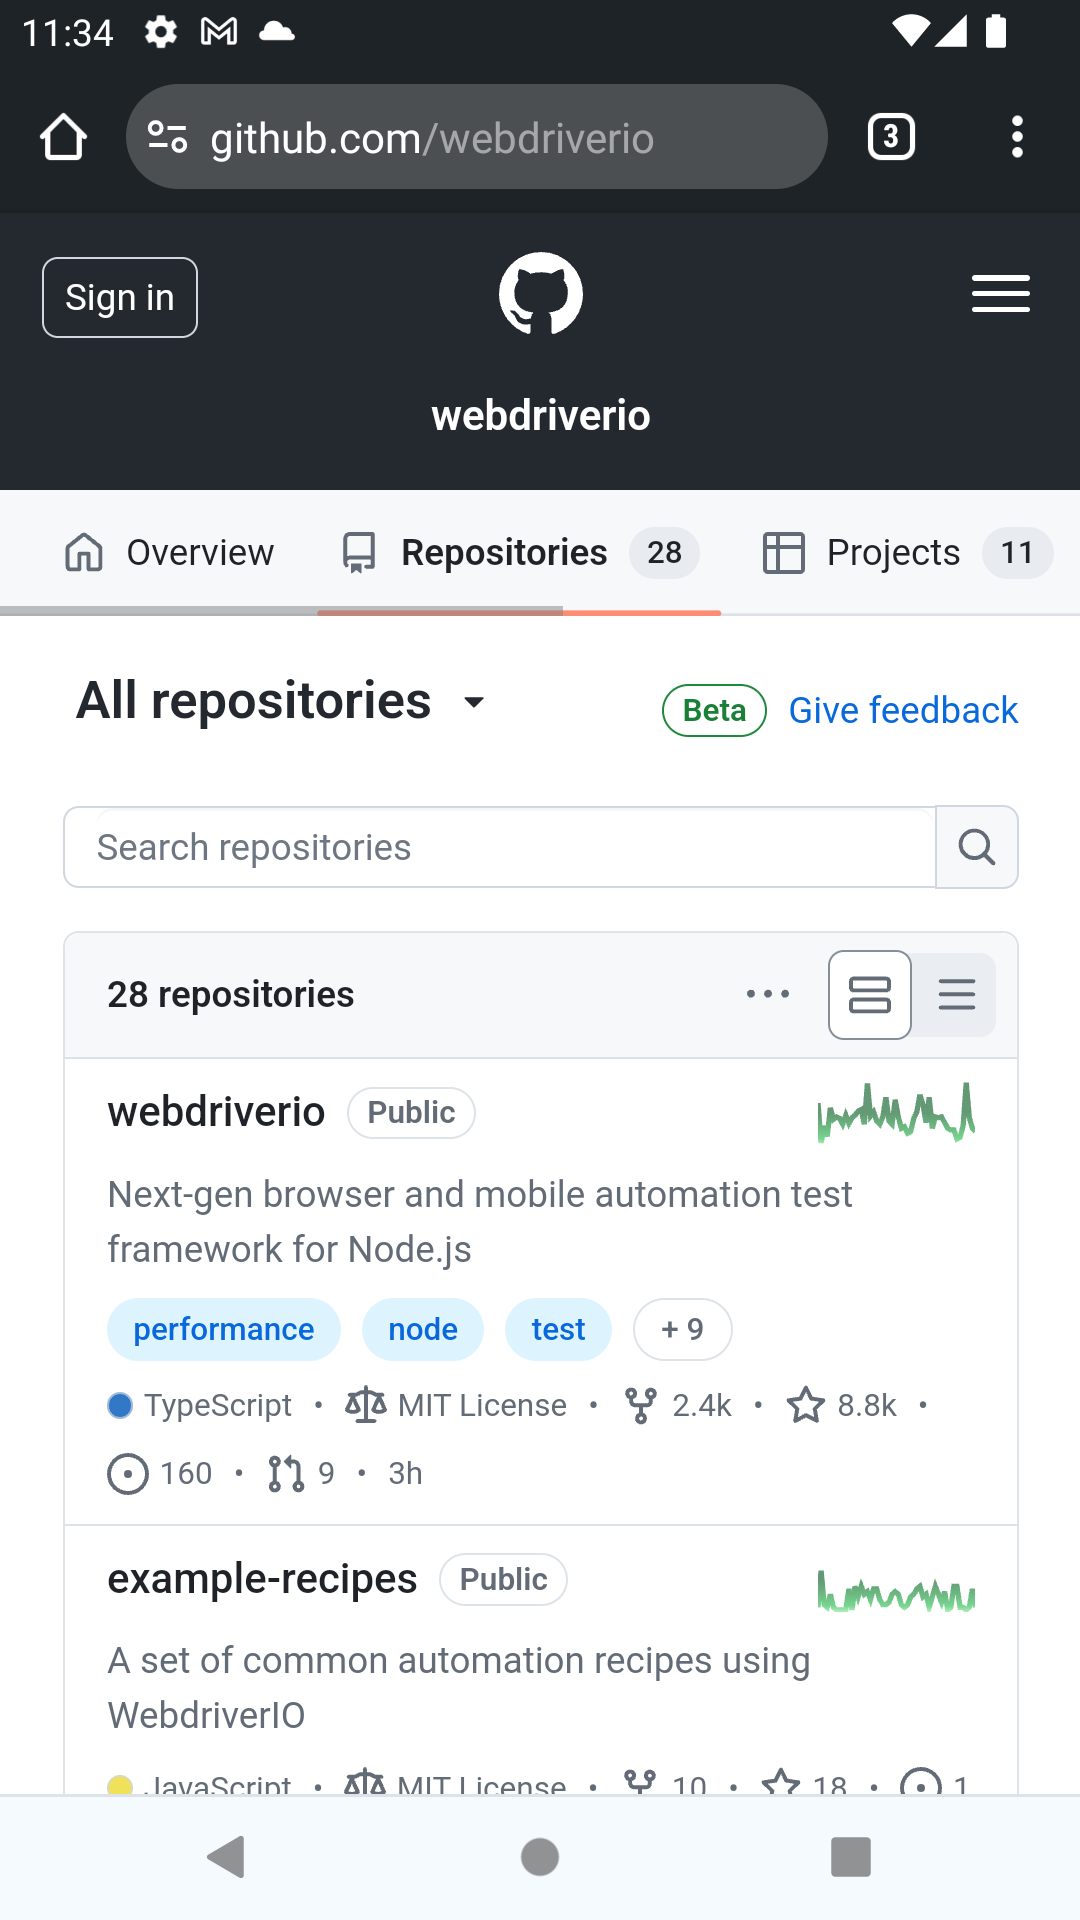 11:34
github.com/webdriverio
3
Sign in
webdriverio
Overview
Repositories 28
Projects 11
All repositories
Beta
Give feedback
Search repositories
28 repositories
webdriverio Public
Next-gen browser and mobile automation test
framework for Node.js
performance node test + 9
TypeScript • MIT License • 2.4k • 8.8k •
160 • 9 • 3h
example-recipes Public
A set of common automation recipes using
WebdriverIO
JavaScript • MIT License • 10 • 18 • 1